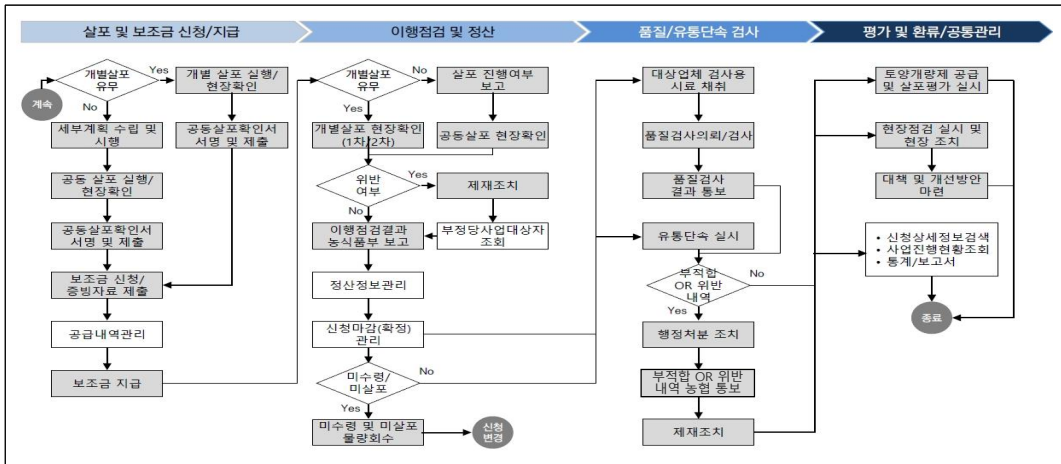 살포 및 보조금 신청/지급
이행점검 및 정산
품질/유통단속 검사
평가 및 환류/공통관리
계속
개별살포
유무
Yes
개별 살포 실행/
현장확인
No
세부계획 수립 및
시행
공동살포확인서
서명 및 제출
공동 살포 실행/
현장확인
공동살포확인서
서명 및 제출
보조금 신청/
증빙자료 제출
공급내역관리
보조금 지급
개별살포
유무
No
살포 진행여부
보고
Yes
개별살포 현장확인
(1차/2차)
공동살포 현장확인
위반
여부
Yes
제재조치
No
이행점검결과
농식품부 보고
부정당사업대상자
조회
정산정보관리
신청마감(확정)
관리
미수령/
미살포
No
Yes
미수령 및 미살포
물량회수
신청
변경
대상업체 검사용
시료 채취
품질검사의뢰/검사
품질검사
결과 통보
유통단속 실시
부적합
OR 위반
내역
No
Yes
행정처분 조치
부적합 OR 위반
내역 농협 통보
제재조치
토양개량제 공급
및 살포평가 실시
현장점검 실시 및
현장 조치
대책 및 개선방안
마련
• 신청상세정보검색
• 사업진행현황조회
• 통계/보고서
종료